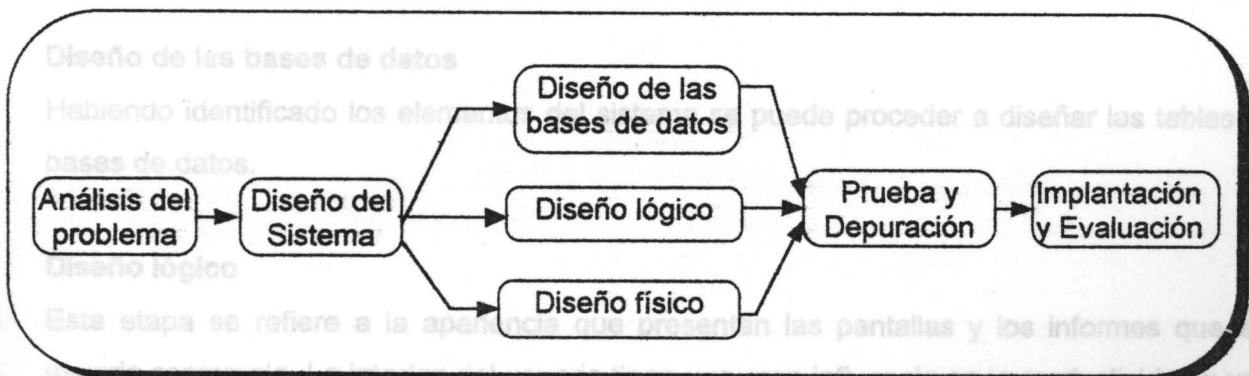 Diseño de las bases de datos
Habiendo identificado los elementos del sistema se puede proceder a diseñar las tablas
bases de datos.
Diseño lógico
Esta etapa se refiere a la apariencia que presentan las pantallas y los informes que
Análisis del
problema
Diseño del
Sistema
Diseño de las
bases de datos
Diseño lógico
Diseño físico
Prueba y
Depuración
Implantación
y Evaluación